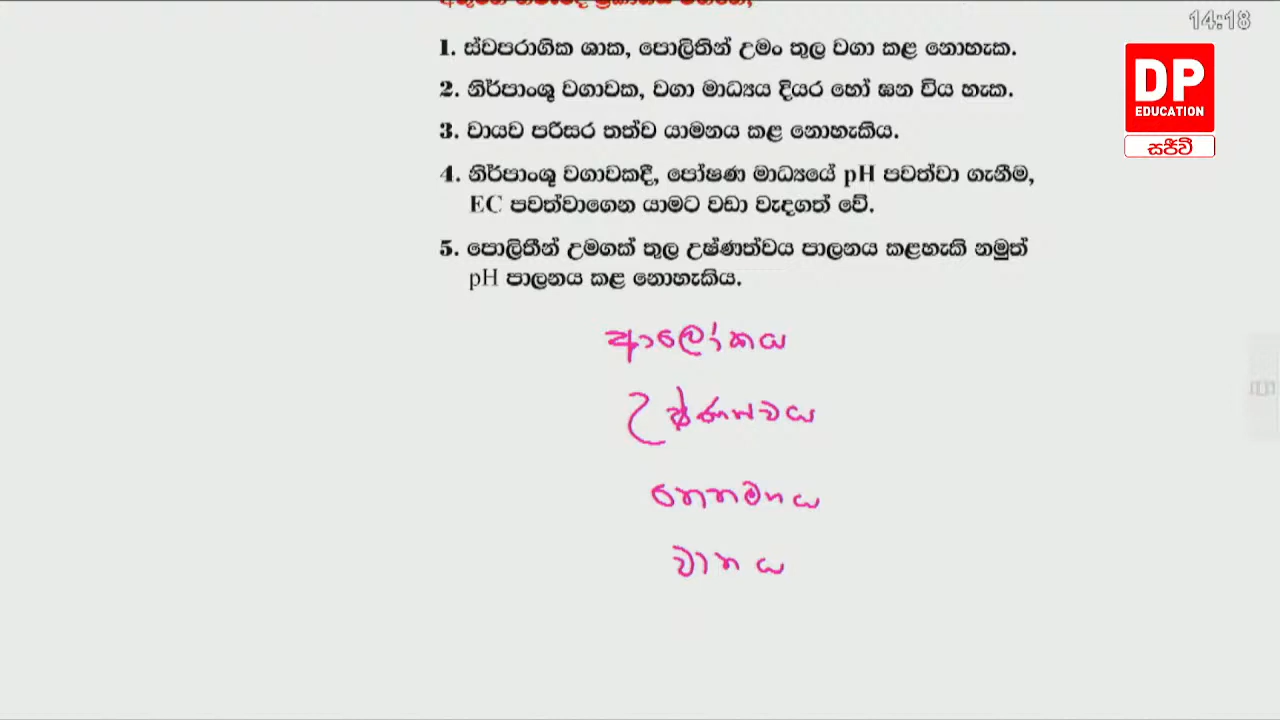 14:18
DP
EDUCATION
සජීවී
1. ස්වපරාගික ශාක, පොලිතින් උමං තුල වගා කළ නොහැක.
2. නිර්පාංශු වගාවක, වගා මාධ්‍යය දියර හෝ ඝන විය හැක.
3. වායව පරිසර තත්ව යාමනය කළ නොහැකිය.
4. නිර්පාංශු වගාවකදී, පෝෂණ මාධ්‍යයේ pH පවත්වා ගැනීම,
EC පවත්වාගෙන යාමට වඩා වැදගත් වේ.
5. පොලිතීන් උමගක් තුල උෂ්ණත්වය පාලනය කළහැකි නමුත්
pH පාලනය කළ නොහැකිය.
ආලෝකය
උෂ්ණත්වය
තෙතමනය
වාතය